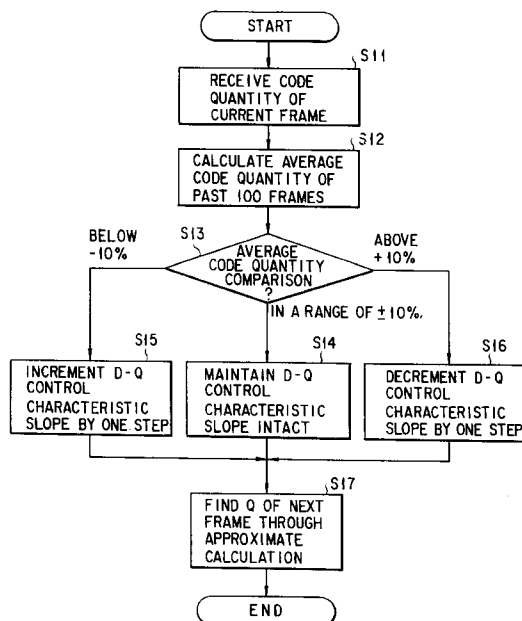 START
S11
RECEIVE CODE
QUANTITY OF
CURRENT FRAME
S12
CALCULATE AVERAGE
CODE QUANTITY OF
PAST 100 FRAMES
S13
BELOW
-10%
AVERAGE
CODE QUANTITY
COMPARISON
?
ABOVE
+10%
IN A RANGE OF ±10%.
S15
INCREMENT D-Q
CONTROL
CHARACTERISTIC
SLOPE BY ONE STEP
S14
MAINTAIN D-Q
CONTROL
CHARACTERISTIC
SLOPE INTACT
S16
DECREMENT D-Q
CONTROL
CHARACTERISTIC
SLOPE BY ONE STEP
S17
FIND Q OF NEXT
FRAME THROUGH
APPROXIMATE
CALCULATION
END